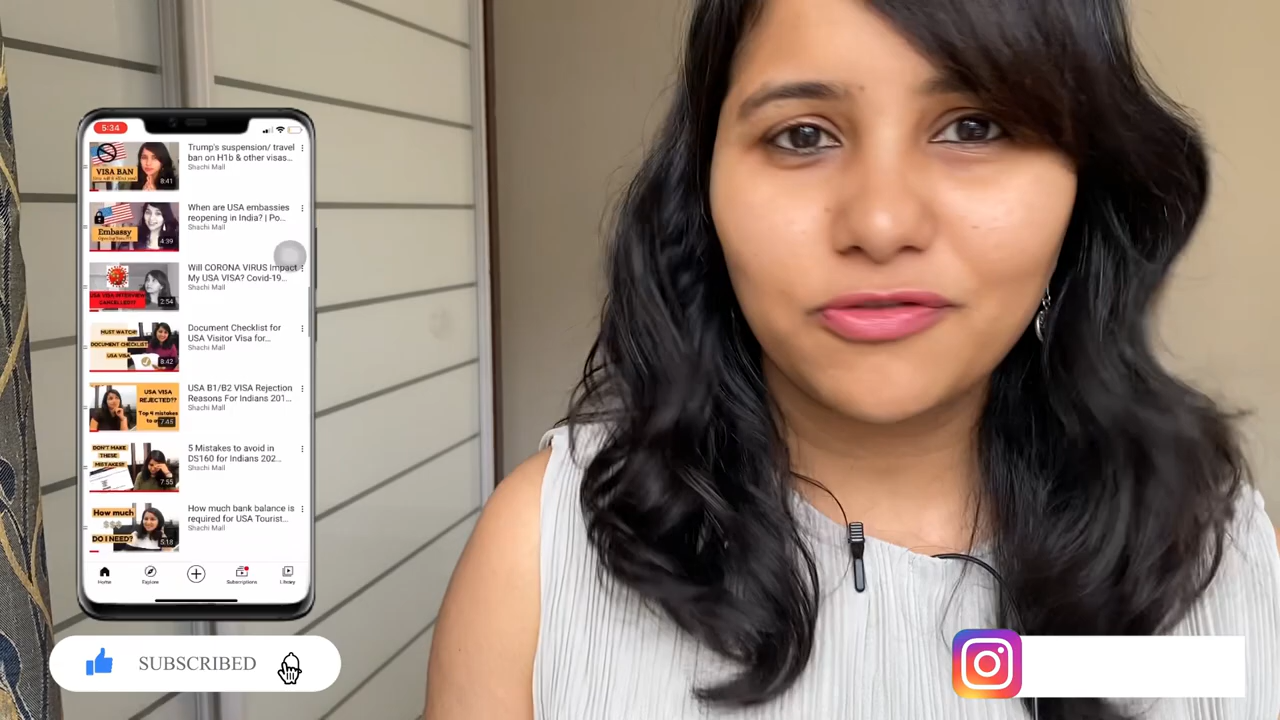 5:34
VISA BAN
8:41
Trump's suspension/ travel
ban on H1b & other visas...
Shachi Mall
Embassy
4:39
When are USA embassies
reopening in India? | Po...
Shachi Mall
USA VISA INTERVIEW
CANCELLED??
2:54
Will CORONA VIRUS Impact
My USA VISA? Covid-19...
Shachi Mall
MUST WATCH!
DOCUMENT CHECKLIST
USA VISA
8:42
Document Checklist for
USA Visitor Visa for...
Shachi Mall
USA VISA
REJECTED??
Top 4 mistakes
7:45
USA B1/B2 VISA Rejection
Reasons For Indians 201...
Shachi Mall
DON'T MAKE
THESE
MISTAKES!
7:55
5 Mistakes to avoid in
DS160 for Indians 202...
Shachi Mall
How much
$$$
DO I NEED?
5:18
How much bank balance is
required for USA Tourist...
Shachi Mall
Home
Explore
Subscriptions
Library
SUBSCRIBED